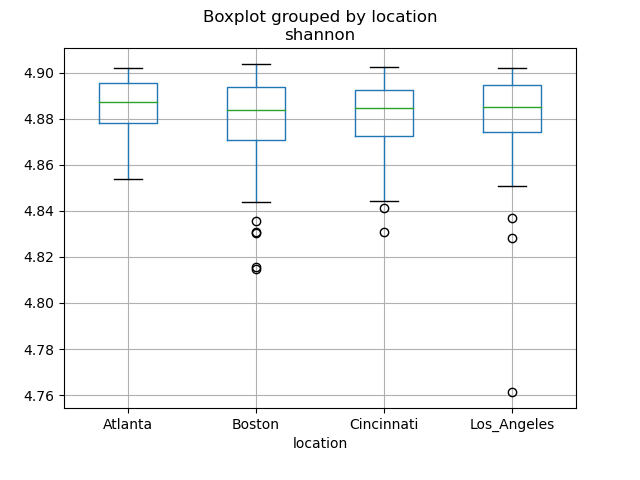 Boxplot grouped by location
shannon
4.90
4.88
4.86
4.84
4.82
4.80
4.78
4.76
Atlanta
Boston
Cincinnati
Los_Angeles
location